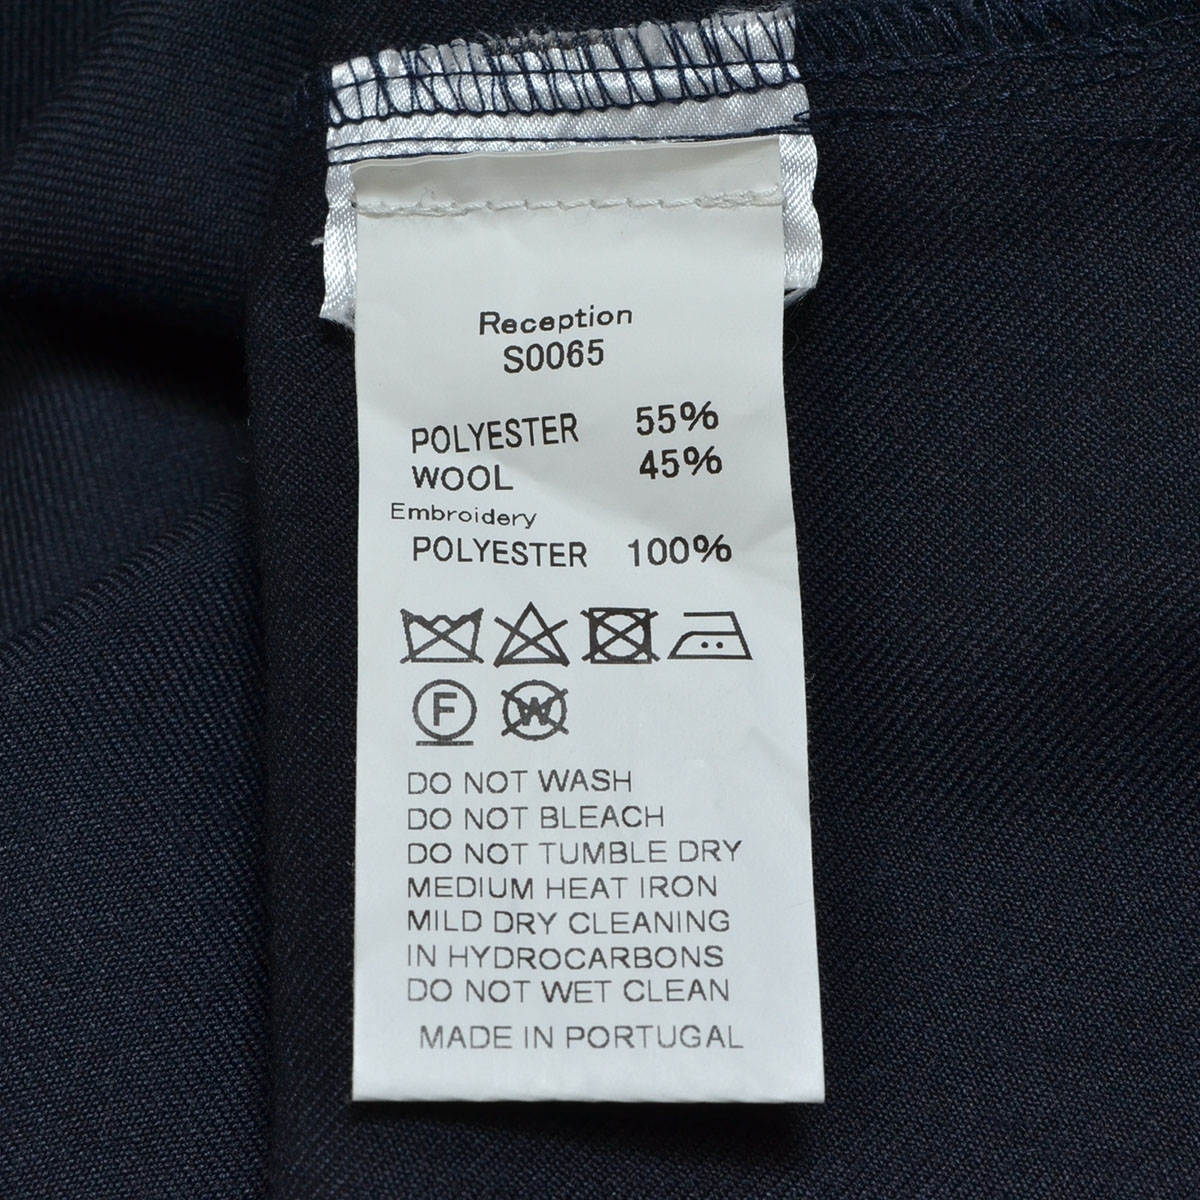 Reception
S0065
POLYESTER 55%
WOOL 45%
Embroidery
POLYESTER 100%
F W
DO NOT WASH
DO NOT BLEACH
DO NOT TUMBLE DRY
MEDIUM HEAT IRON
MILD DRY CLEANING
IN HYDROCARBONS
DO NOT WET CLEAN
MADE IN PORTUGAL